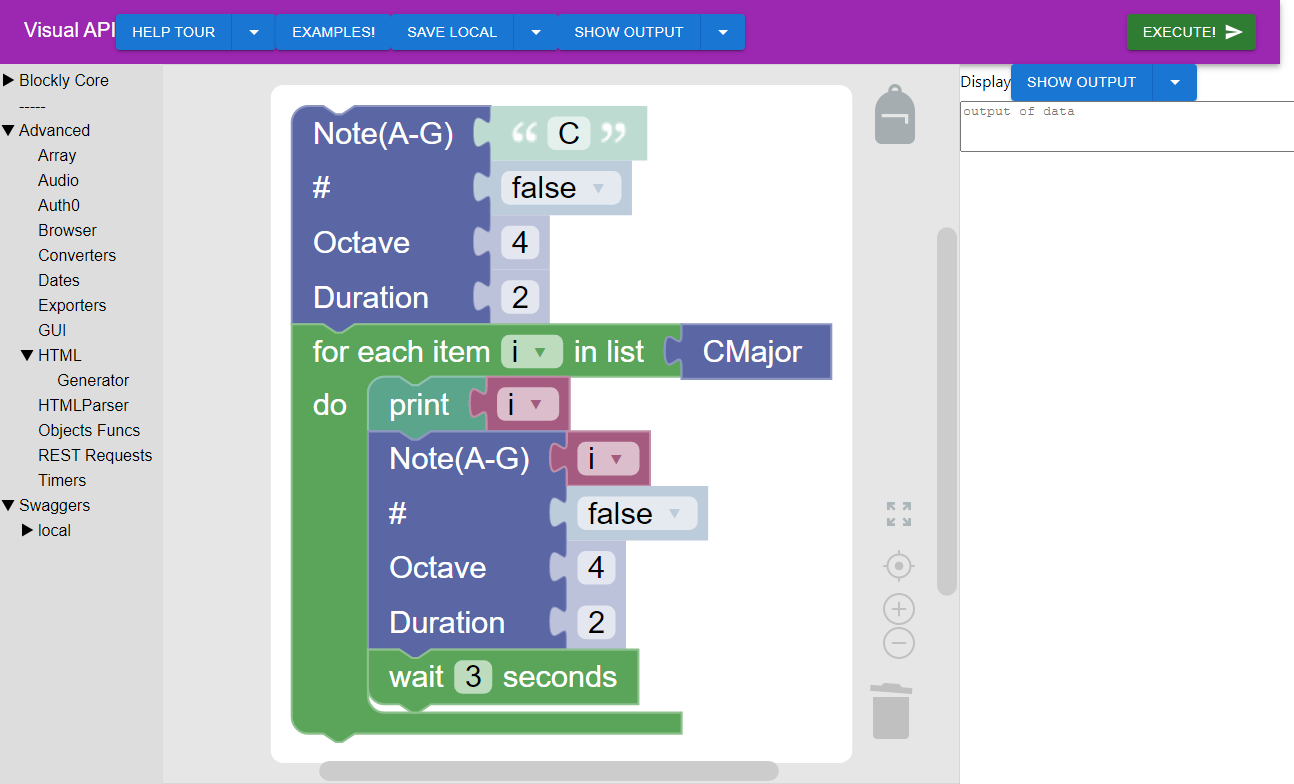 Visual API HELP TOUR EXAMPLES! SAVE LOCAL SHOW OUTPUT EXECUTE!
Blockly Core
-----
Advanced
Array
Audio
Auth0
Browser
Converters
Dates
Exporters
GUI
HTML
Generator
HTMLParser
Objects Funcs
REST Requests
Timers
Swaggers
local
Note(A-G) “ C ”
# false
Octave 4
Duration 2
for each item i in list CMajor
do print i
Note(A-G) i
# false
Octave 4
Duration 2
wait 3 seconds
Display SHOW OUTPUT
output of data